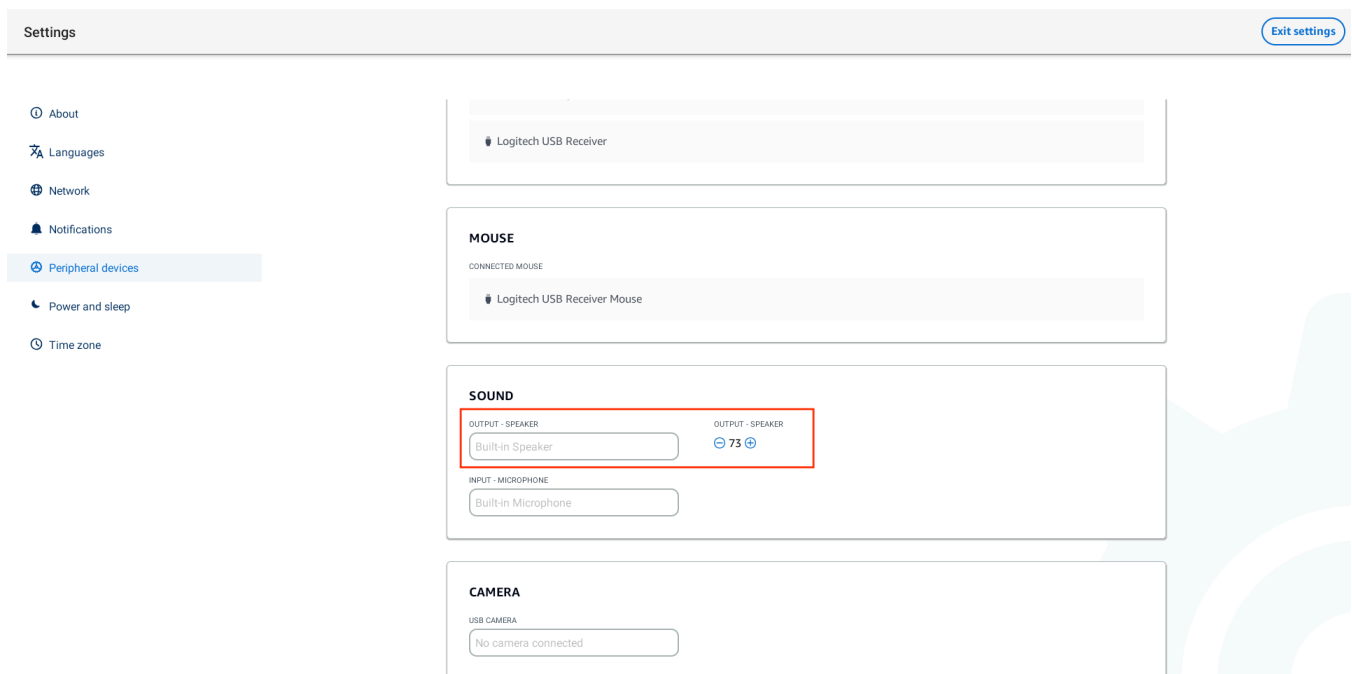 Settings
Exit settings
About
Languages
Network
Notifications
Peripheral devices
Power and sleep
Time zone
Logitech USB Receiver
MOUSE
CONNECTED MOUSE
Logitech USB Receiver Mouse
SOUND
OUTPUT - SPEAKER
Built-in Speaker
OUTPUT - SPEAKER
73
INPUT - MICROPHONE
Built-in Microphone
CAMERA
USB CAMERA
No camera connected